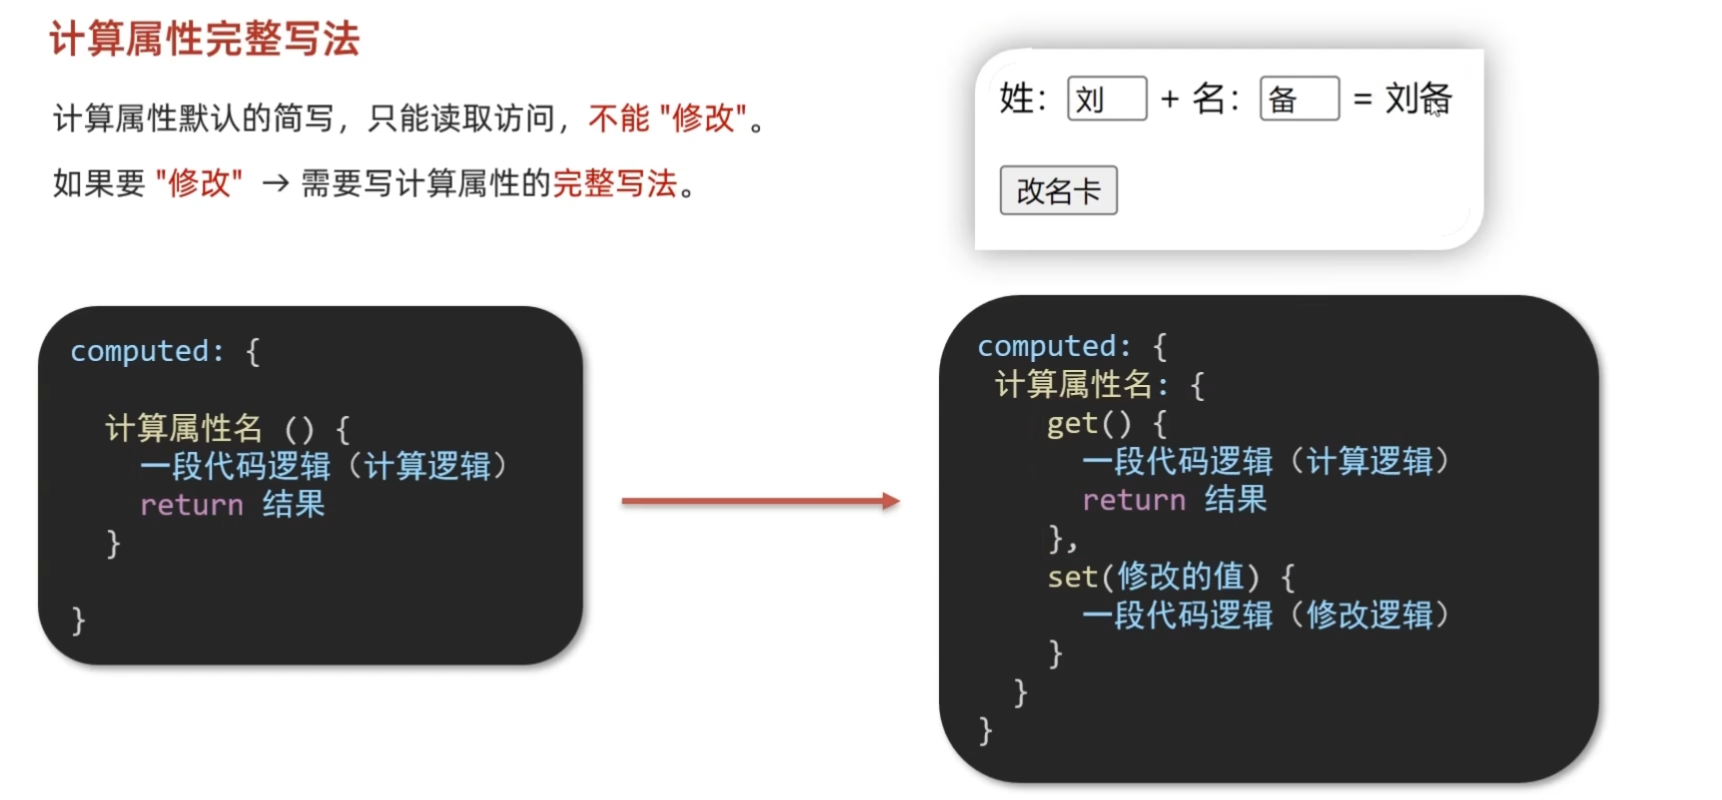 计算属性完整写法
计算属性默认的简写，只能读取访问，不能 "修改"。
如果要 "修改" → 需要写计算属性的完整写法。
姓： 刘 + 名： 备 = 刘备
改名卡
computed: {
计算属性名 () {
一段代码逻辑（计算逻辑）
return 结果
}
}
computed: {
计算属性名: {
get() {
一段代码逻辑（计算逻辑）
return 结果
},
set(修改的值) {
一段代码逻辑（修改逻辑）
}
}
}